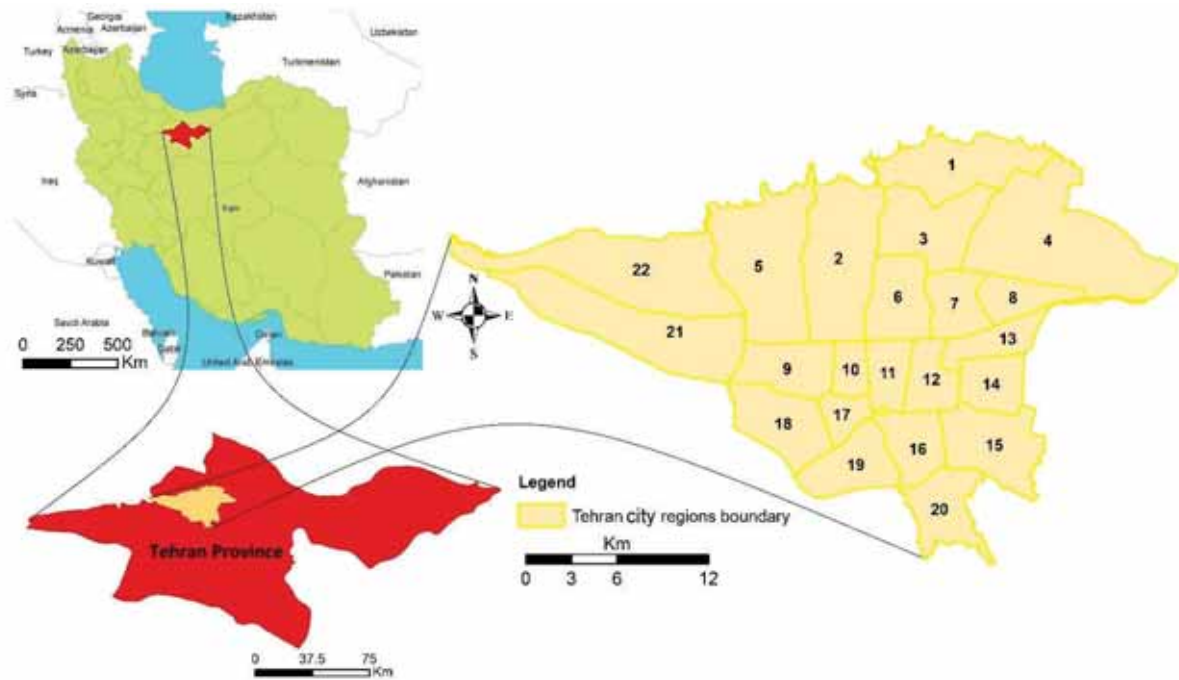 Georgia
Kazakhstan
Armenia Azarbaijan
Uzbekistan
Turkey Azarbaijan
Turkmenistan
Syria
Iraq
Afghanistan
Iran
Kuwait
Pakistan
Saudi Arabia
Bahrain
Qatar
Oman
United Arab Emirates
0 250 500
Km
N
W E
S
1
3
4
2
5
22
6
7
8
21
13
9
10
11
12
14
18
17
16
15
19
20
Tehran Province
0 37.5 75
Km
Legend
Tehran city regions boundary
Km
0 3 6 12